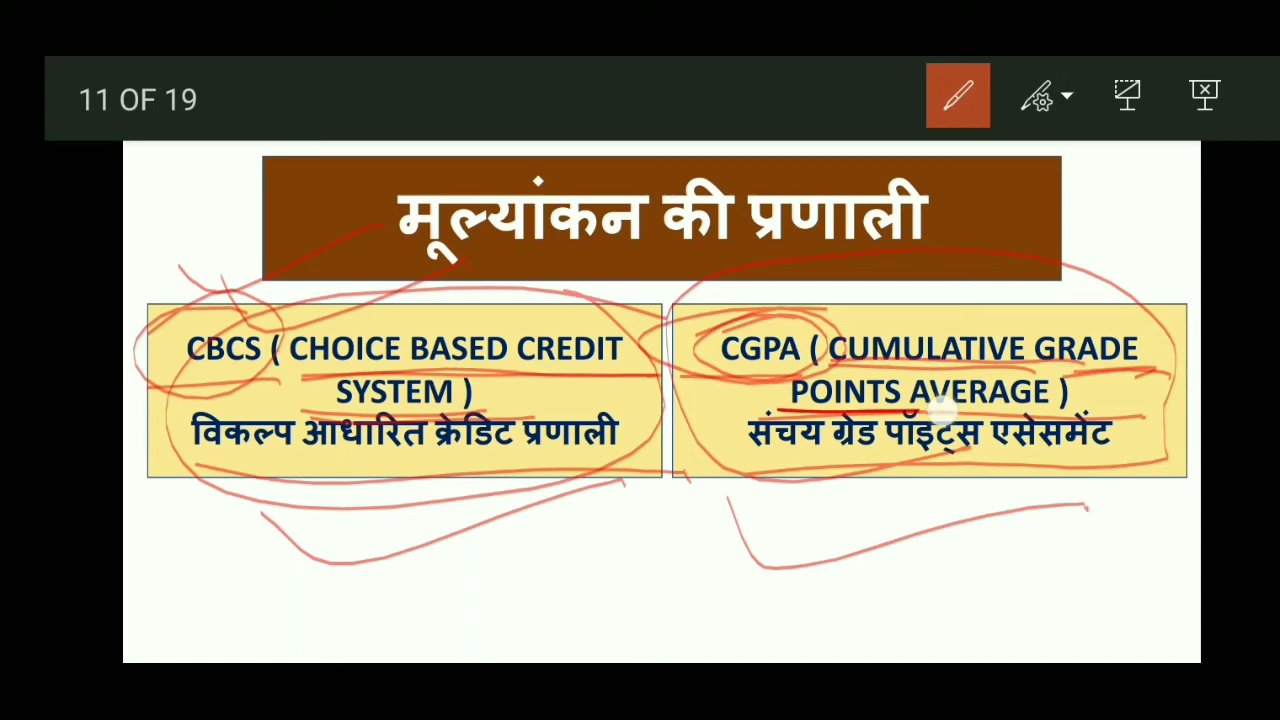 11 OF 19
मूल्यांकन की प्रणाली
CBCS ( CHOICE BASED CREDIT
SYSTEM )
विकल्प आधारित क्रेडिट प्रणाली
CGPA ( CUMULATIVE GRADE
POINTS AVERAGE )
संचय ग्रेड पॉइट्स एसेसमेंट